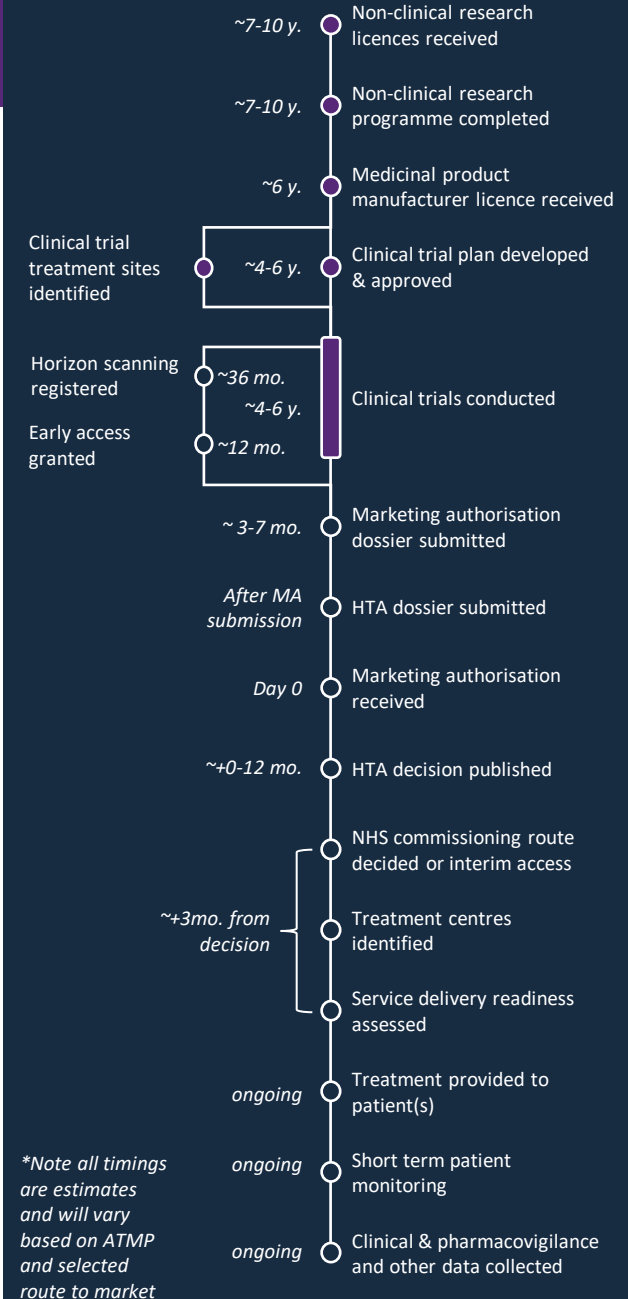 ~7-10 y.
Non-clinical research
licences received
~7-10 y.
Non-clinical research
programme completed
~6 y.
Medicinal product
manufacturer licence received
Clinical trial
treatment sites
identified
~4-6 y.
Clinical trial plan developed
& approved
Horizon scanning
registered
~36 mo.
~4-6 y.
Clinical trials conducted
Early access
granted
~12 mo.
~ 3-7 mo.
Marketing authorisation
dossier submitted
After MA
submission
HTA dossier submitted
Day 0
Marketing authorisation
received
~+0-12 mo.
HTA decision published
NHS commissioning route
decided or interim access
~+3mo. from
decision
Treatment centres
identified
Service delivery readiness
assessed
ongoing
Treatment provided to
patient(s)
ongoing
Short term patient
monitoring
ongoing
Clinical & pharmacovigilance
and other data collected
*Note all timings
are estimates
and will vary
based on ATMP
and selected
route to market